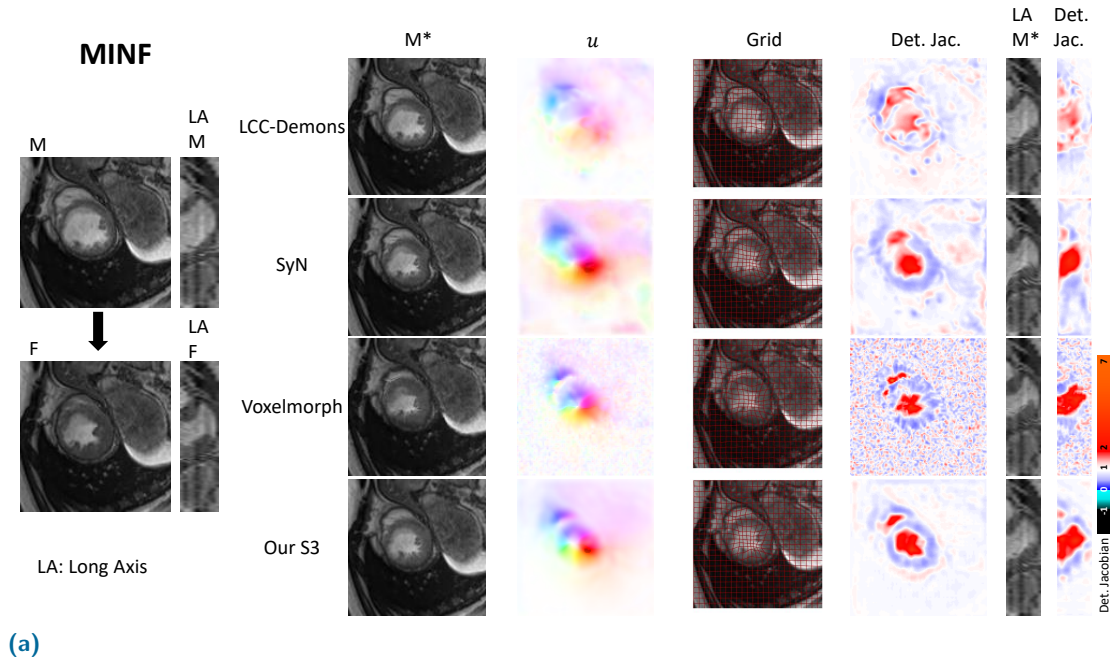 MINF
M* u Grid Det. Jac. LA M* Det. Jac.
LCC-Demons
M
LA
M
SyN
F
LA
F
Voxelmorph
Our S3
LA: Long Axis
Det. Jacobian
-1 0 1 2 7
(a)